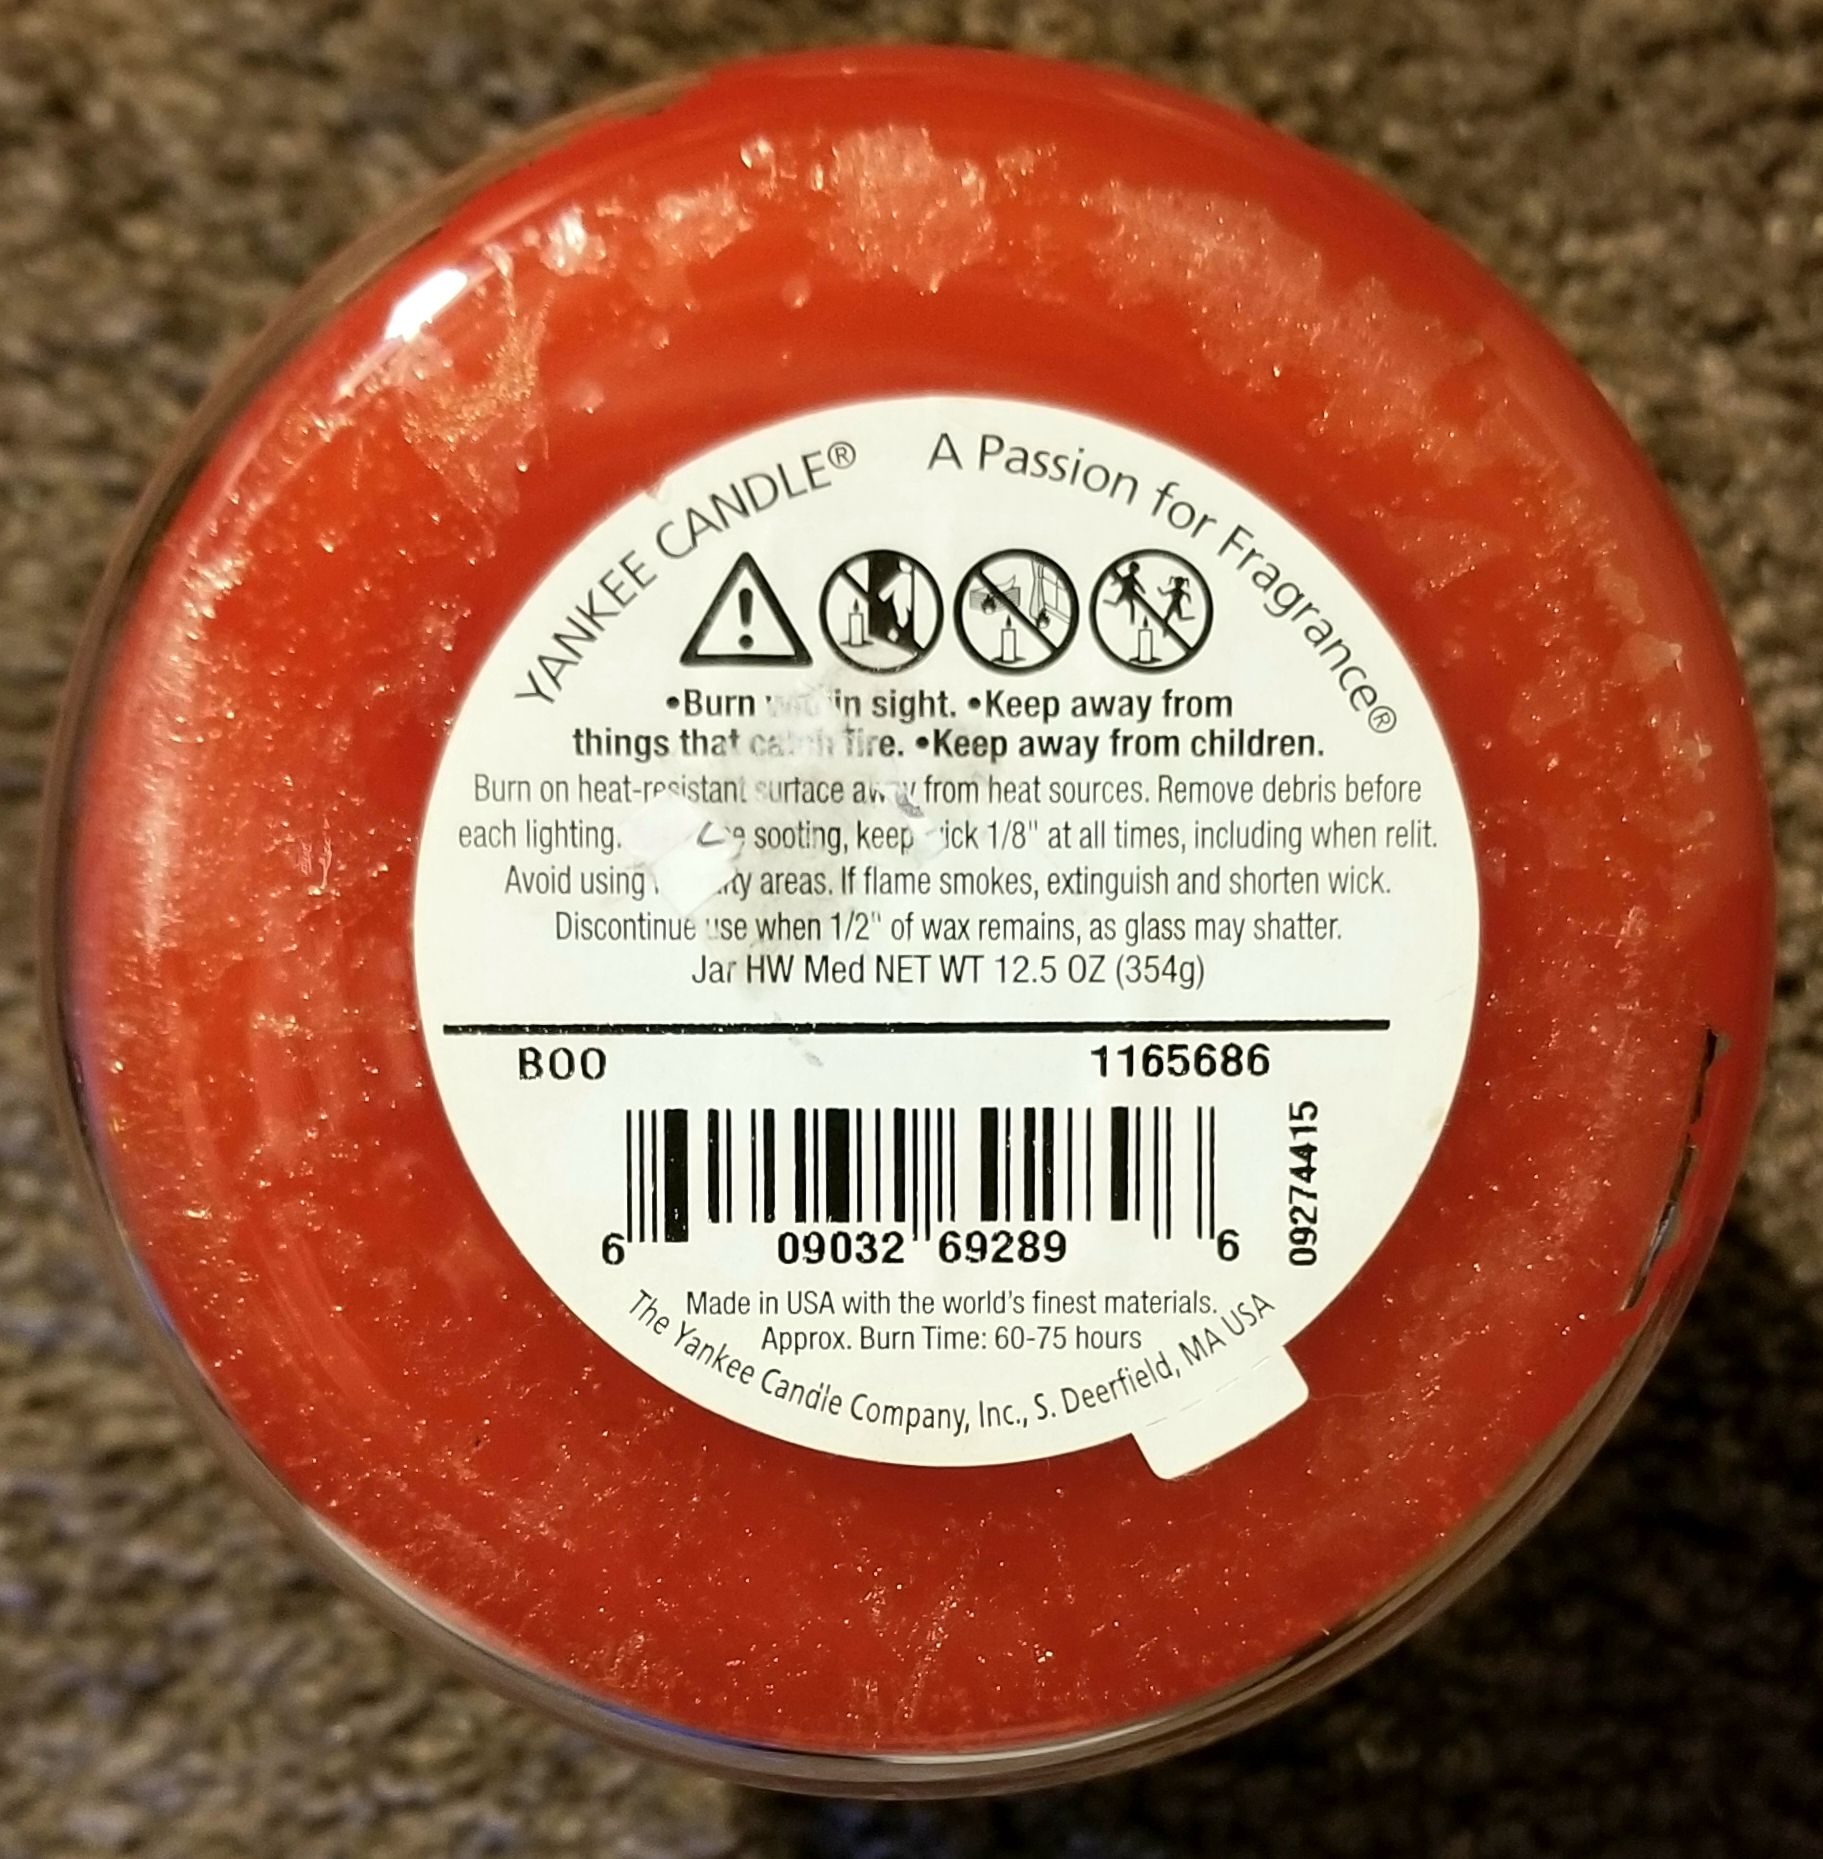 YANKEE CANDLE® A Passion for Fragrance®
•Burn in sight. •Keep away from
things that catch fire. •Keep away from children.
Burn on heat-resistant surface away from heat sources. Remove debris before
each lighting. sooting, keep 1/8" at all times, including when relit.
Avoid using areas. If flame smokes, extinguish and shorten wick.
Discontinue use when 1/2" of wax remains, as glass may shatter.
Jar HW Med NET WT 12.5 OZ (354g)
BOO 1165686
6 09032 69289 6
09274415
Made in USA with the world's finest materials.
Approx. Burn Time: 60-75 hours
The Yankee Candle Company, Inc., S. Deerfield, MA USA